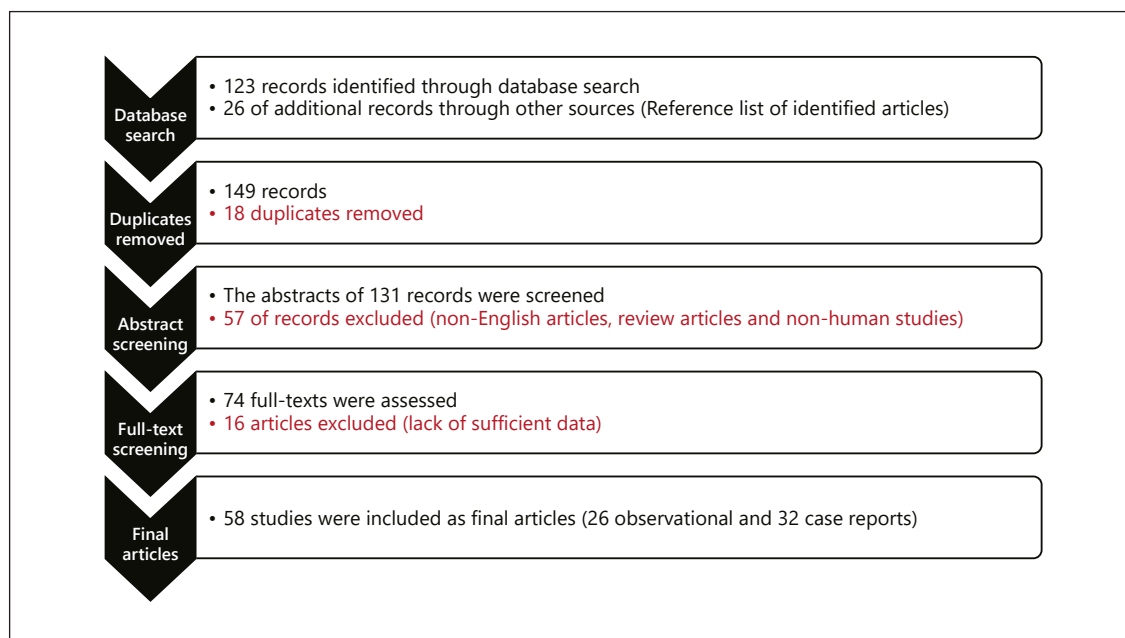 Database
search
• 123 records identified through database search
• 26 of additional records through other sources (Reference list of identified articles)
Duplicates
removed
• 149 records
• 18 duplicates removed
Abstract
screening
• The abstracts of 131 records were screened
• 57 of records excluded (non-English articles, review articles and non-human studies)
Full-text
screening
• 74 full-texts were assessed
• 16 articles excluded (lack of sufficient data)
Final
articles
• 58 studies were included as final articles (26 observational and 32 case reports)